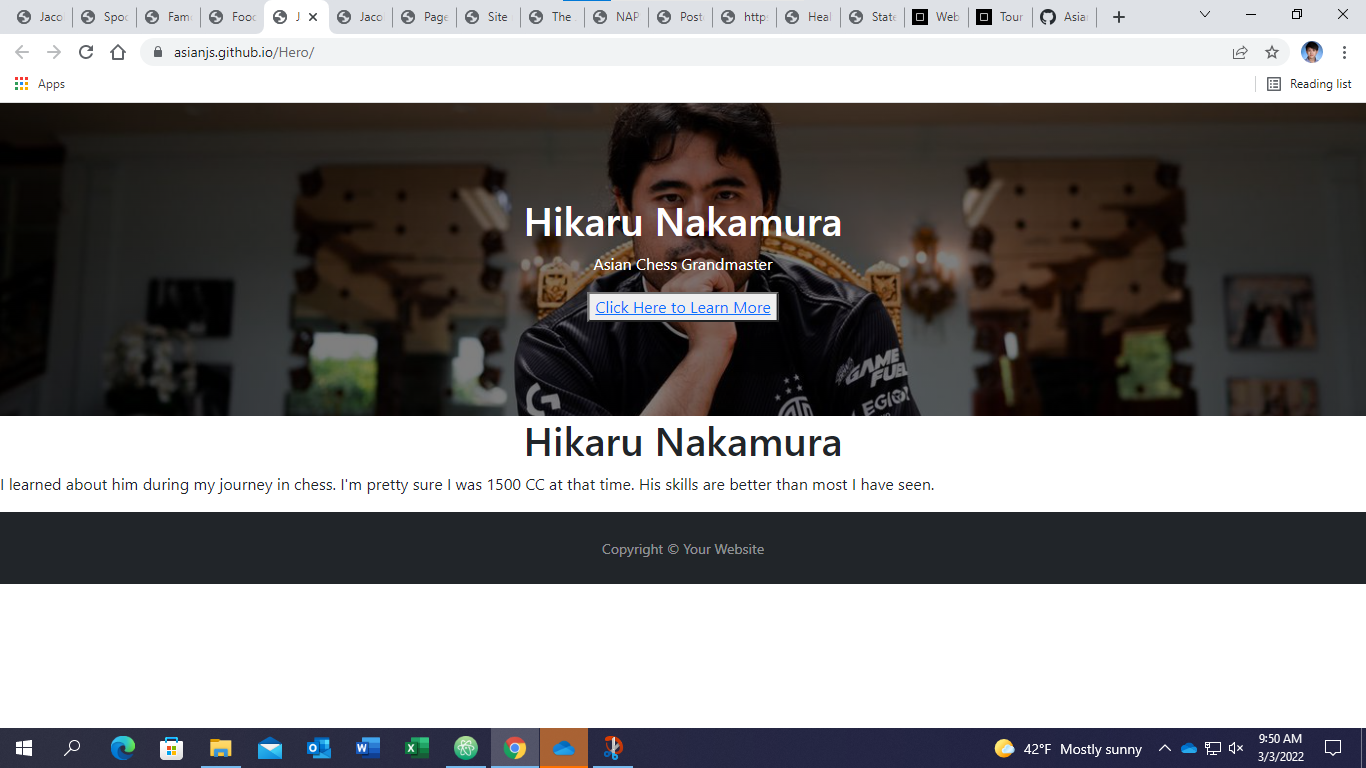 Jaco
Spoo
Fam
Food
J
Jaco
Page
Site
The
NAP
Post
http
Heal
State
Web
Tour
Asia
asianjs.github.io/Hero/
Apps
Reading list
Hikaru Nakamura
Asian Chess Grandmaster
Click Here to Learn More
GAME
FUEL
LEGION
Hikaru Nakamura
I learned about him during my journey in chess. I'm pretty sure I was 1500 CC at that time. His skills are better than most I have seen.
Copyright © Your Website
42°F Mostly sunny
9:50 AM
3/3/2022